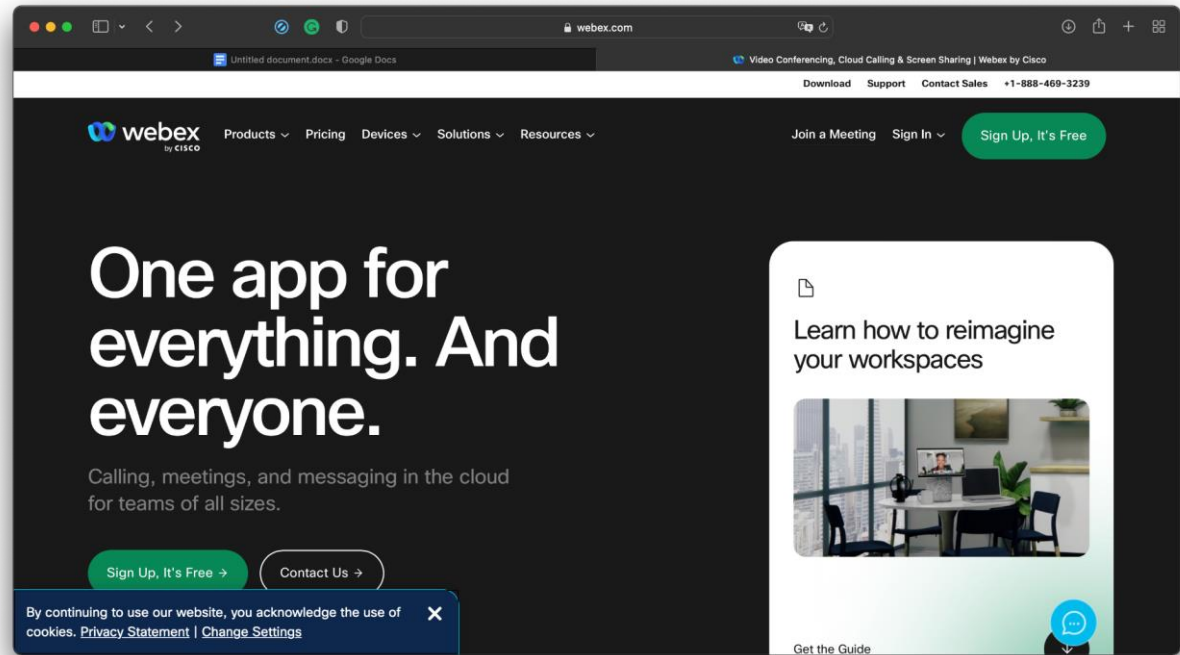 webex.com
Untitled document.docx - Google Docs
Video Conferencing, Cloud Calling & Screen Sharing | Webex by Cisco
Download Support Contact Sales +1-888-469-3239
webex
by CISCO
Products Pricing Devices Solutions Resources
Join a Meeting Sign In Sign Up, It's Free
One app for
everything. And
everyone.
Calling, meetings, and messaging in the cloud
for teams of all sizes.
Sign Up, It's Free → Contact Us →
Learn how to reimagine
your workspaces
Get the Guide
By continuing to use our website, you acknowledge the use of
cookies. Privacy Statement | Change Settings